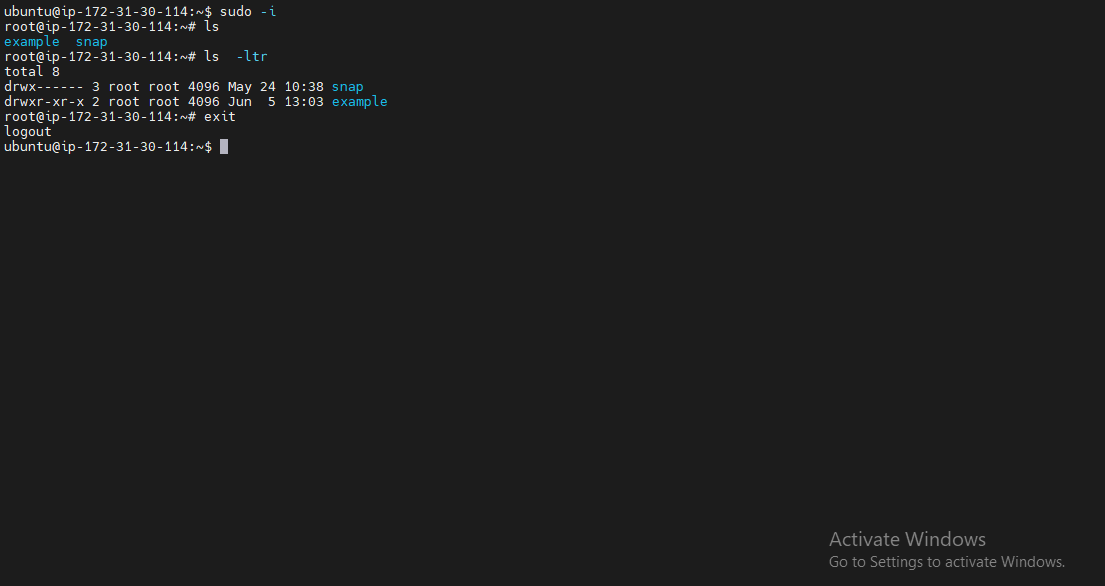 ubuntu@ip-172-31-30-114:~$ sudo -i
root@ip-172-31-30-114:~# ls
example  snap
root@ip-172-31-30-114:~# ls  -ltr
total 8
drwx------ 3 root root 4096 May 24 10:38 snap
drwxr-xr-x 2 root root 4096 Jun  5 13:03 example
root@ip-172-31-30-114:~# exit
logout
ubuntu@ip-172-31-30-114:~$
Activate Windows
Go to Settings to activate Windows.